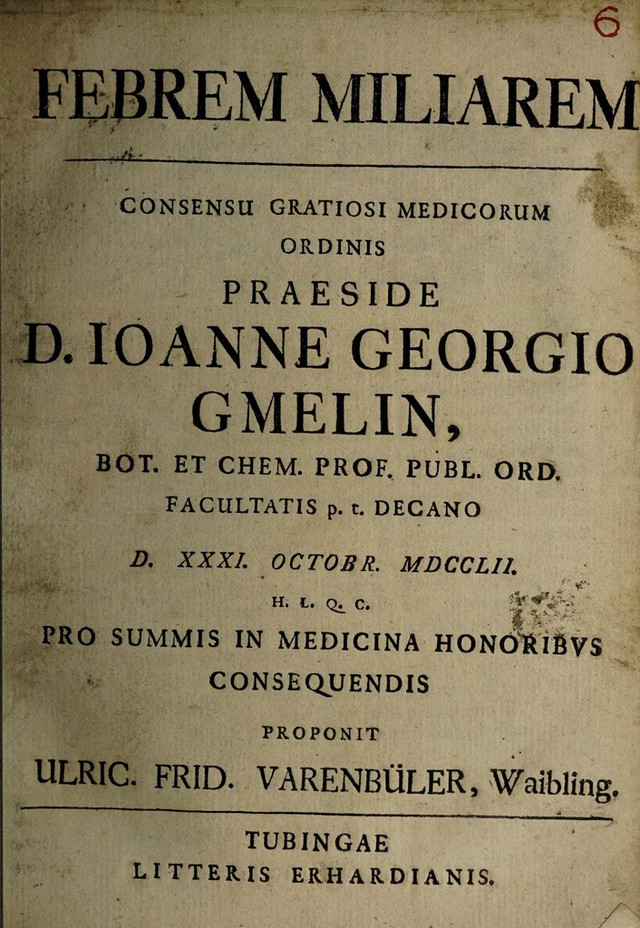 6
FEBREM MILIAREM
CONSENSU GRATIOSI MEDICORUM
ORDINIS
PRAESIDE
D. IOANNE GEORGIO
GMELIN,
BOT. ET CHEM. PROF. PUBL. ORD.
FACULTATIS p. t. DECANO
D. XXXI. OCTOBR. MDCCLII.
H. L. Q. C.
PRO SUMMIS IN MEDICINA HONORIBVS
CONSEQUENDIS
PROPONIT
ULRIC. FRID. VARENBÜLER, Waibling.
TUBINGAE
LITTERIS ERHARDIANIS.